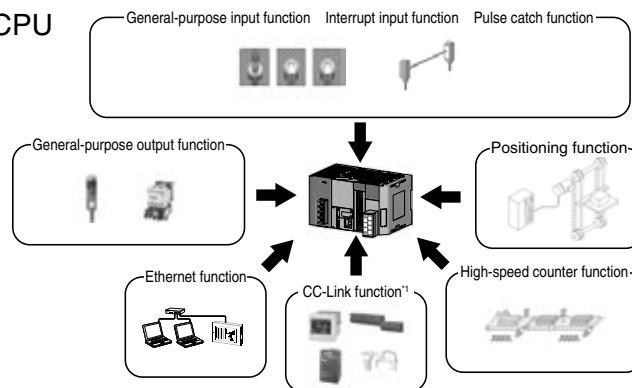 CPU
General-purpose input function Interrupt input function Pulse catch function
General-purpose output function
Positioning function
Ethernet function
CC-Link function*1
High-speed counter function